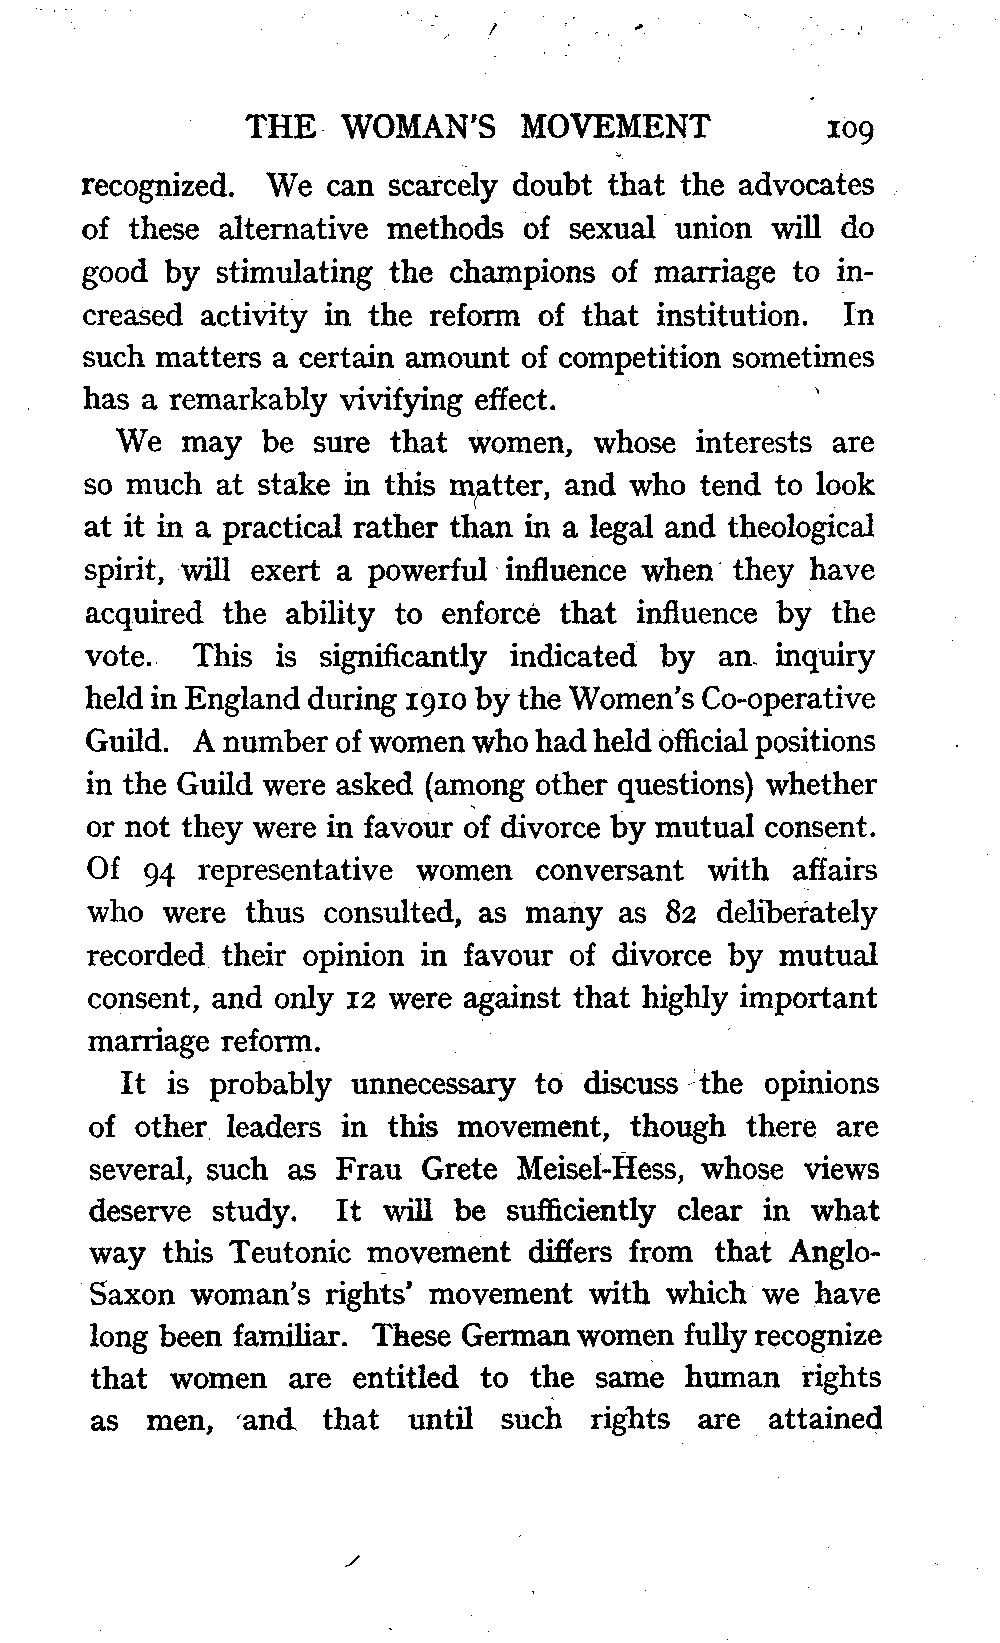 THE WOMAN'S MOVEMENT 109
recognized. We can scarcely doubt that the advocates
of these alternative methods of sexual union will do
good by stimulating the champions of marriage to in-
creased activity in the reform of that institution. In
such matters a certain amount of competition sometimes
has a remarkably vivifying effect.
We may be sure that women, whose interests are
so much at stake in this matter, and who tend to look
at it in a practical rather than in a legal and theological
spirit, will exert a powerful influence when they have
acquired the ability to enforce that influence by the
vote. This is significantly indicated by an inquiry
held in England during 1910 by the Women's Co-operative
Guild. A number of women who had held official positions
in the Guild were asked (among other questions) whether
or not they were in favour of divorce by mutual consent.
Of 94 representative women conversant with affairs
who were thus consulted, as many as 82 deliberately
recorded their opinion in favour of divorce by mutual
consent, and only 12 were against that highly important
marriage reform.
It is probably unnecessary to discuss the opinions
of other leaders in this movement, though there are
several, such as Frau Grete Meisel-Hess, whose views
deserve study. It will be sufficiently clear in what
way this Teutonic movement differs from that Anglo-
Saxon woman's rights' movement with which we have
long been familiar. These German women fully recognize
that women are entitled to the same human rights
as men, and that until such rights are attained